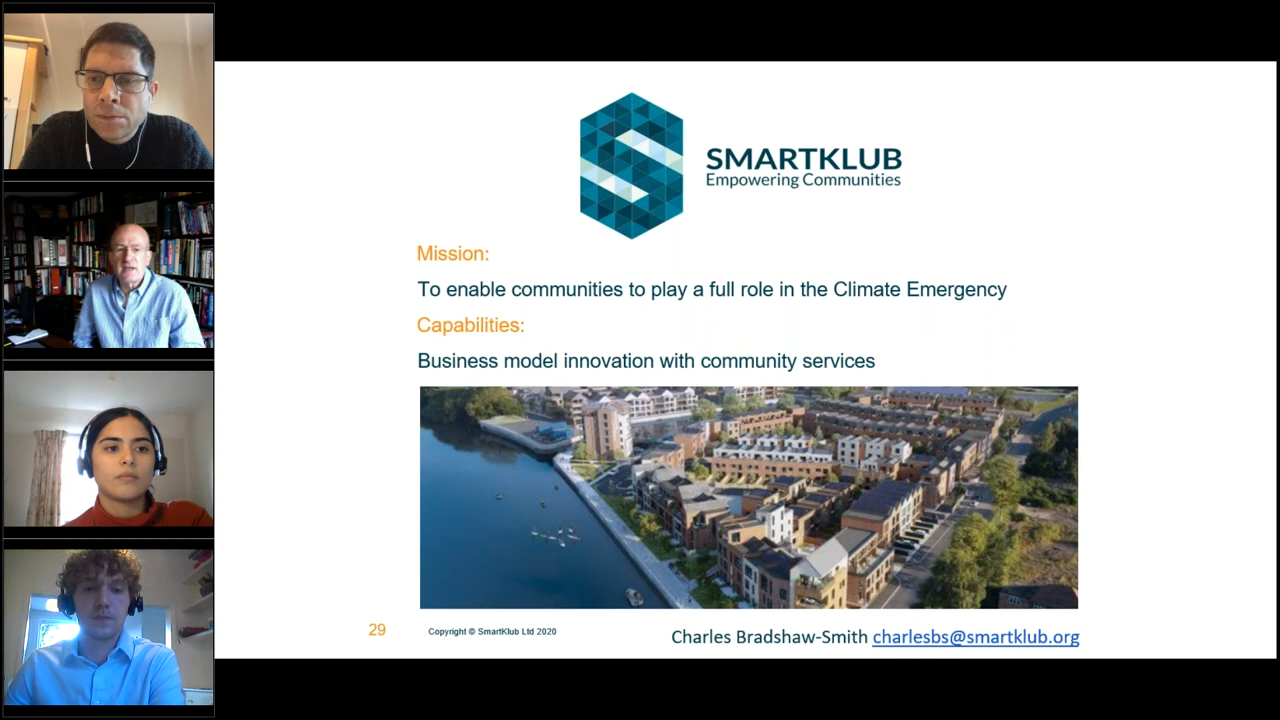 SMARTKLUB
Empowering Communities
Mission:
To enable communities to play a full role in the Climate Emergency
Capabilities:
Business model innovation with community services
29
Copyright © SmartKlub Ltd 2020
Charles Bradshaw-Smith charlesbs@smartklub.org